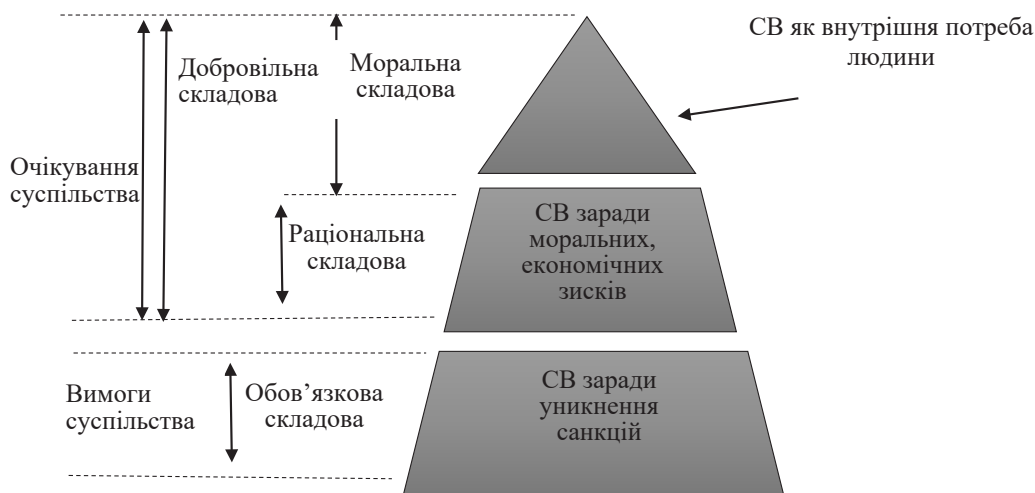 СВ як внутрішня потреба
людини
Добровільна
складова
Моральна
складова
Очікування
суспільства
Раціональна
складова
СВ заради
моральних,
економічних
зисків
Вимоги
суспільства
Обов’язкова
складова
СВ заради
уникнення
санкцій